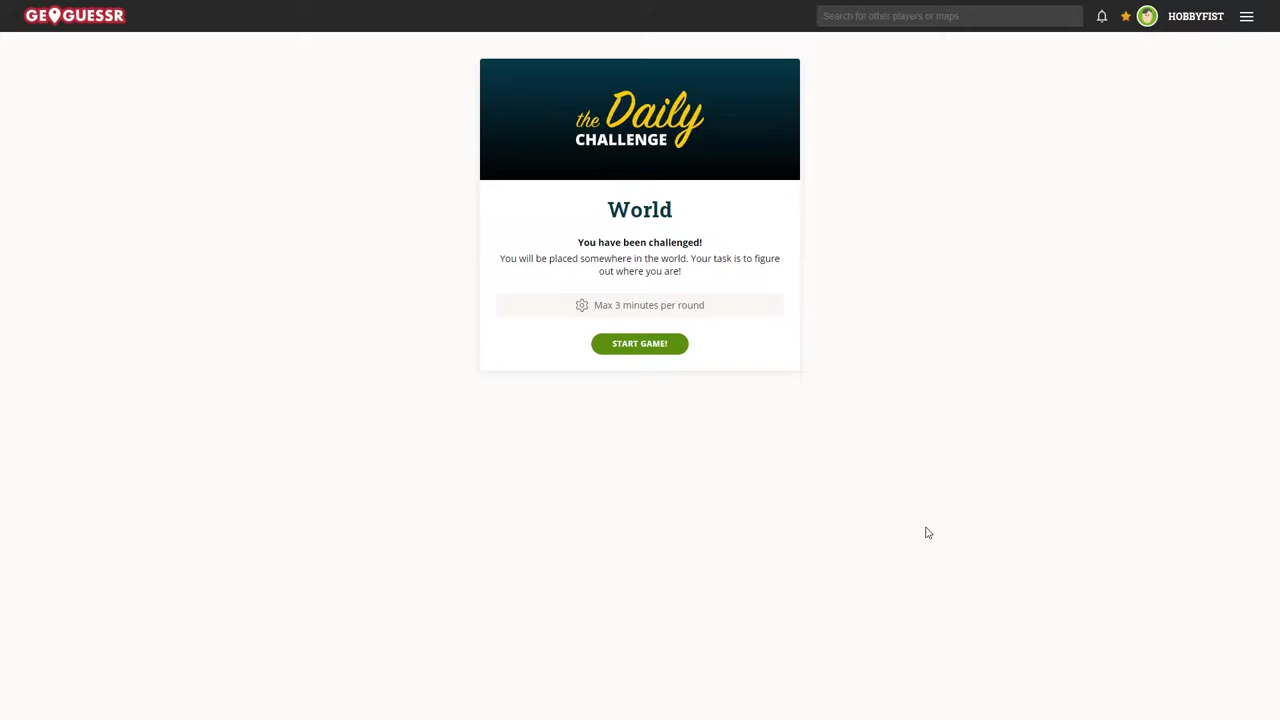 GEOGUESSR
Search for other players or maps
HOBBYFIST
the Daily
CHALLENGE
World
You have been challenged!
You will be placed somewhere in the world. Your task is to figure
out where you are!
Max 3 minutes per round
START GAME!